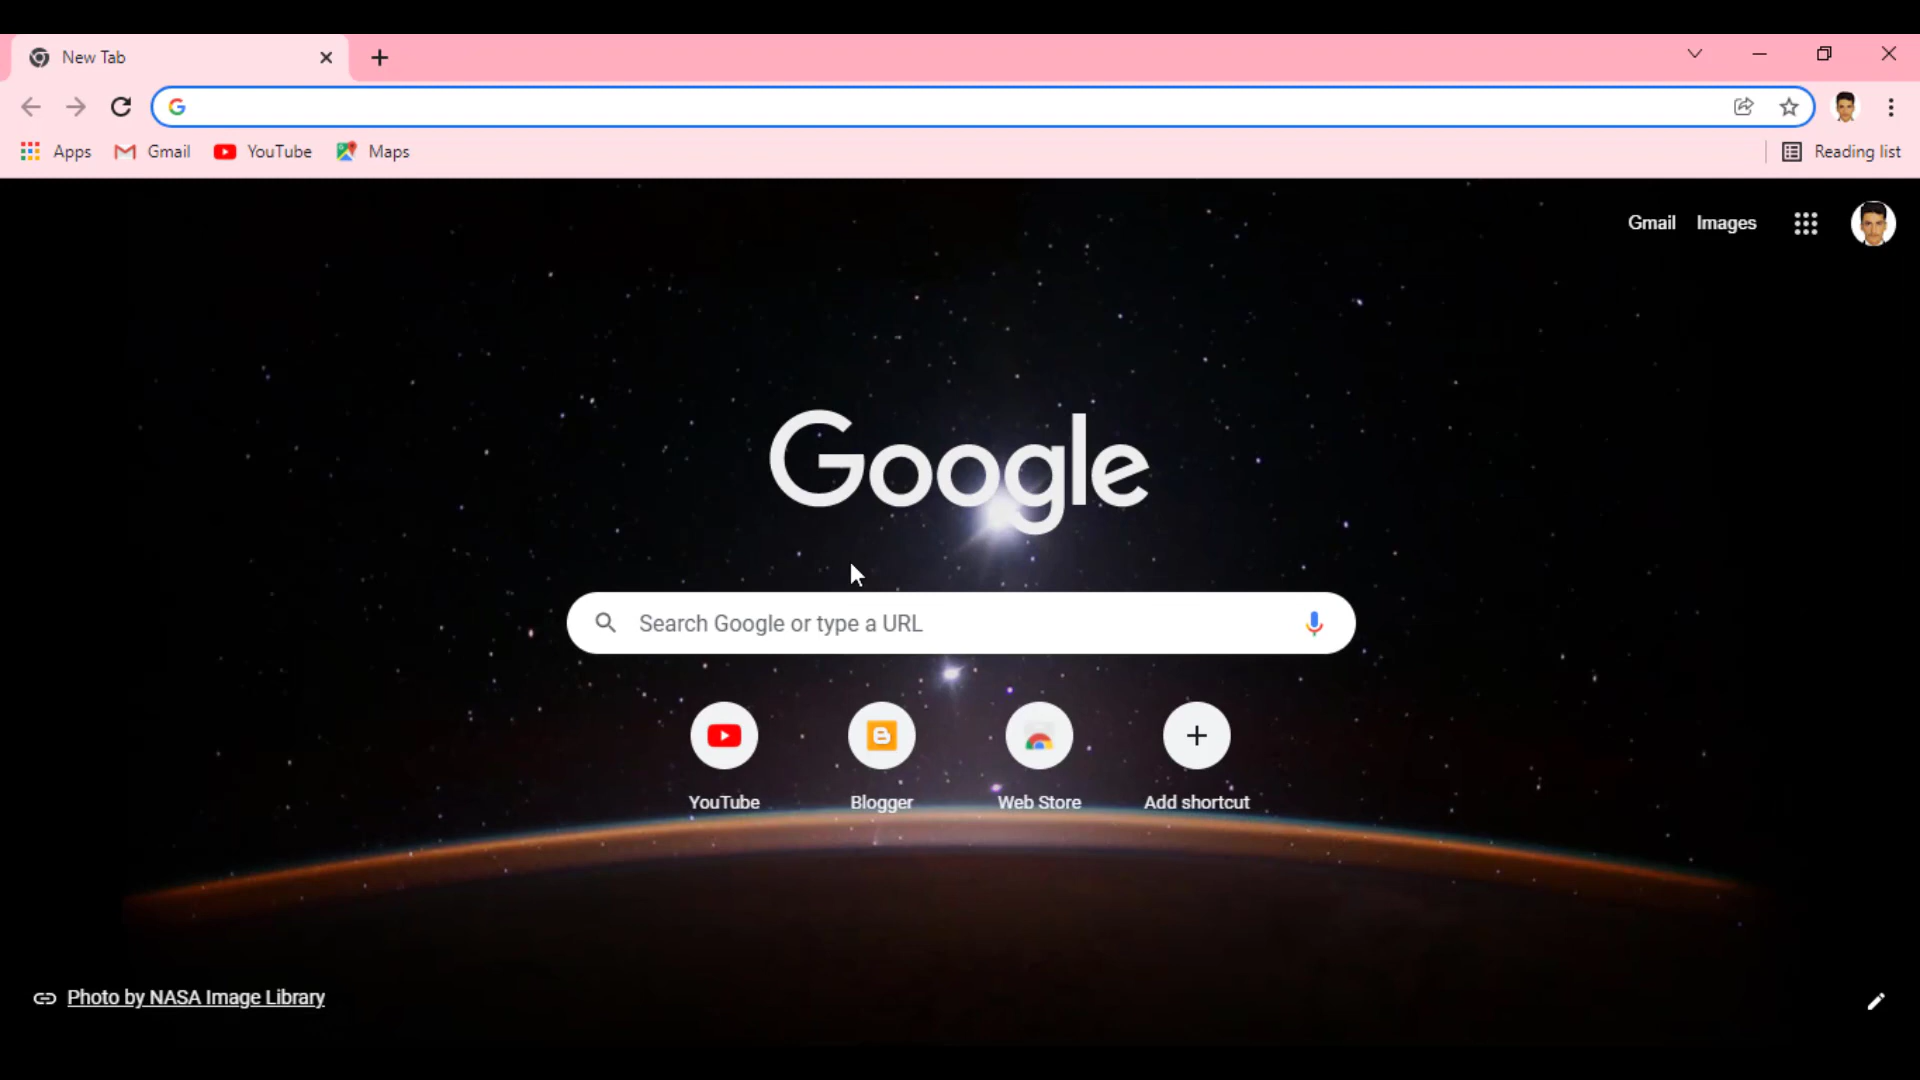 New Tab
Apps Gmail YouTube Maps Reading list
Gmail Images
Google
Search Google or type a URL
YouTube Blogger Web Store Add shortcut
Photo by NASA Image Library